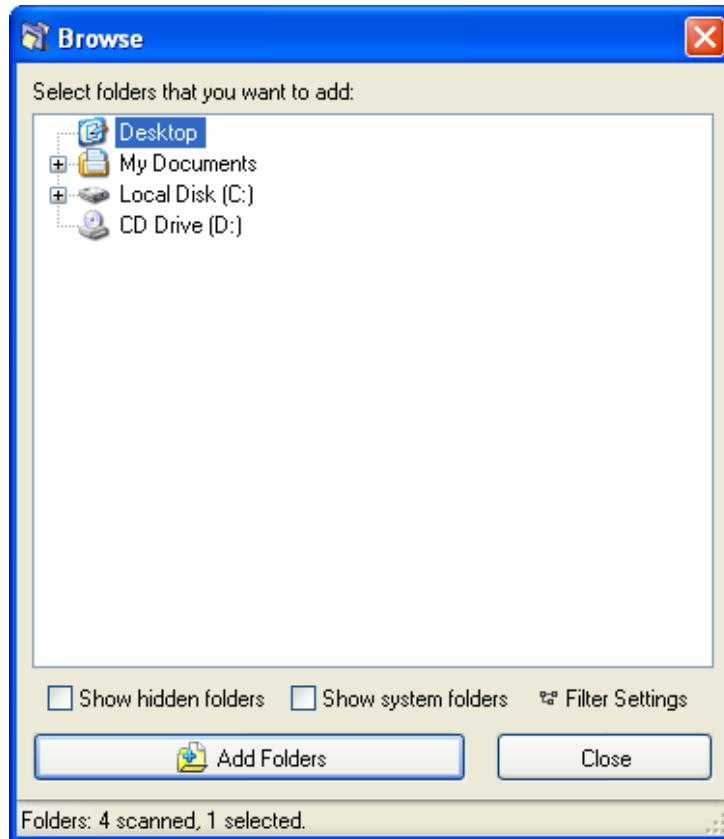 Browse
Select folders that you want to add:
Desktop
My Documents
Local Disk (C:)
CD Drive (D:)
Show hidden folders Show system folders Filter Settings
Add Folders Close
Folders: 4 scanned, 1 selected.